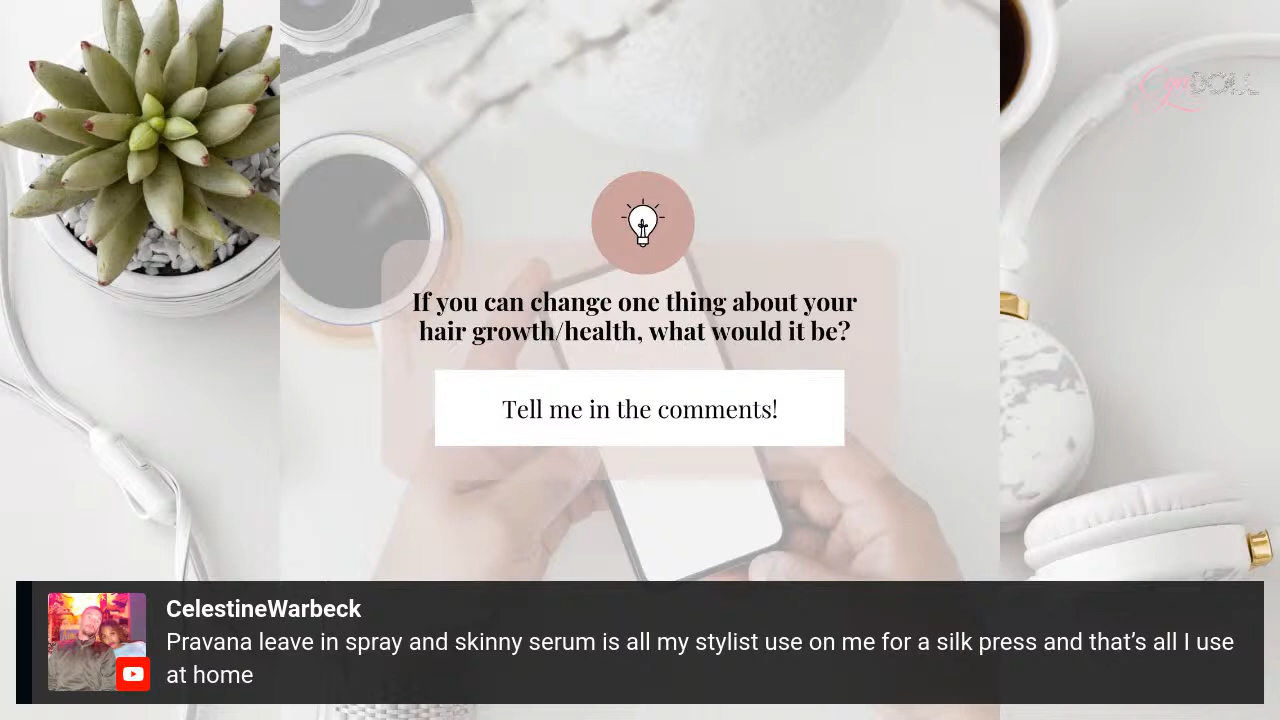 If you can change one thing about your
hair growth/health, what would it be?
Tell me in the comments!
CelestineWarbeck
Pravana leave in spray and skinny serum is all my stylist use on me for a silk press and that’s all I use
at home